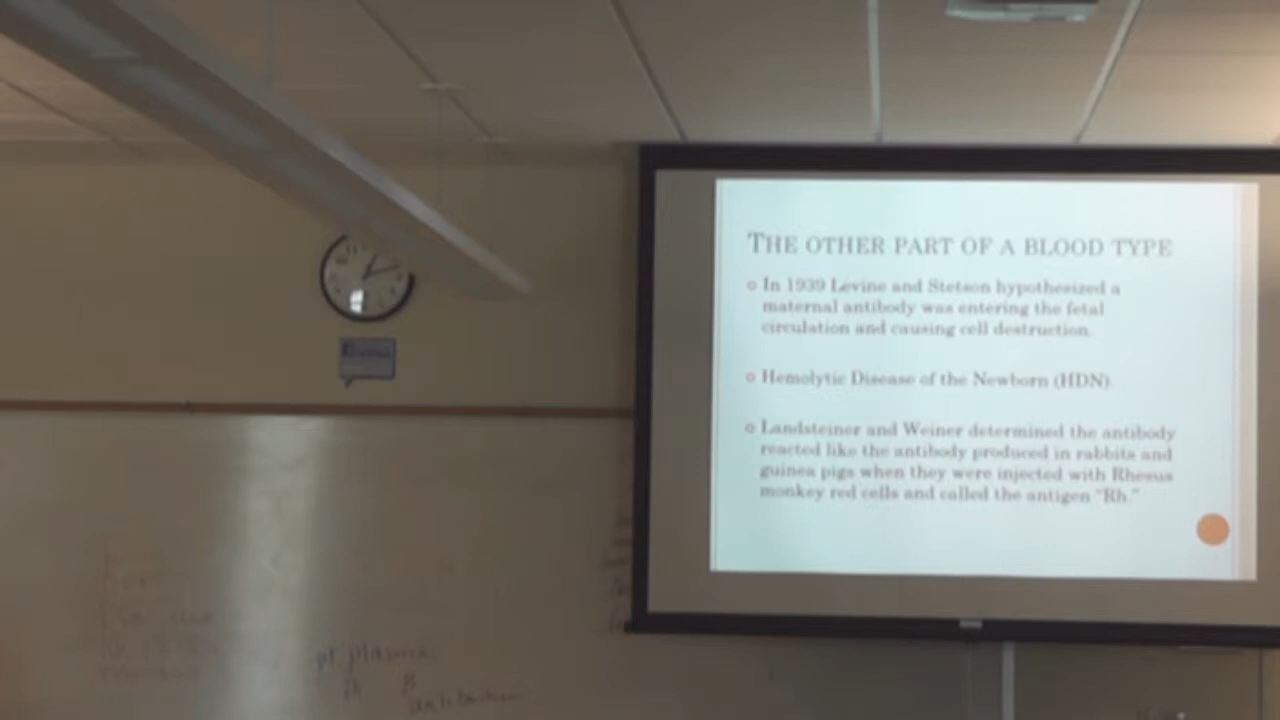 THE OTHER PART OF A BLOOD TYPE
In 1939 Levine and Stetson hypothesized a
maternal antibody was entering the fetal
circulation and causing cell destruction.
Hemolytic Disease of the Newborn (HDN)
Landsteiner and Weiner determined the antibody
reacted like the antibody produced in rabbits and
guinea pigs when they were injected with Rhesus
monkey red cells and called the antigen "Rh."
pt plasma